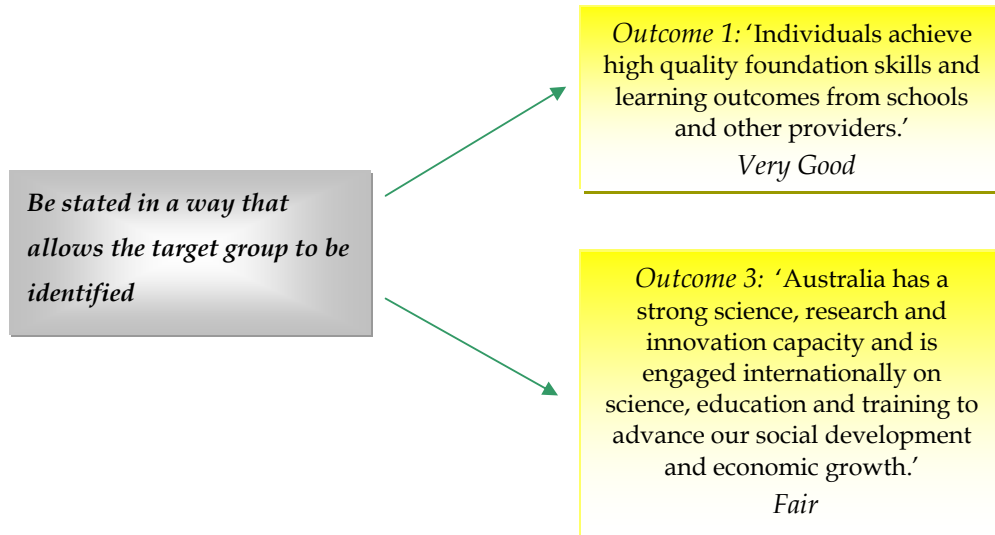 Be stated in a way that
allows the target group to be
identified
Outcome 1: ‘Individuals achieve
high quality foundation skills and
learning outcomes from schools
and other providers.’
Very Good
Outcome 3: ‘Australia has a
strong science, research and
innovation capacity and is
engaged internationally on
science, education and training to
advance our social development
and economic growth.’
Fair